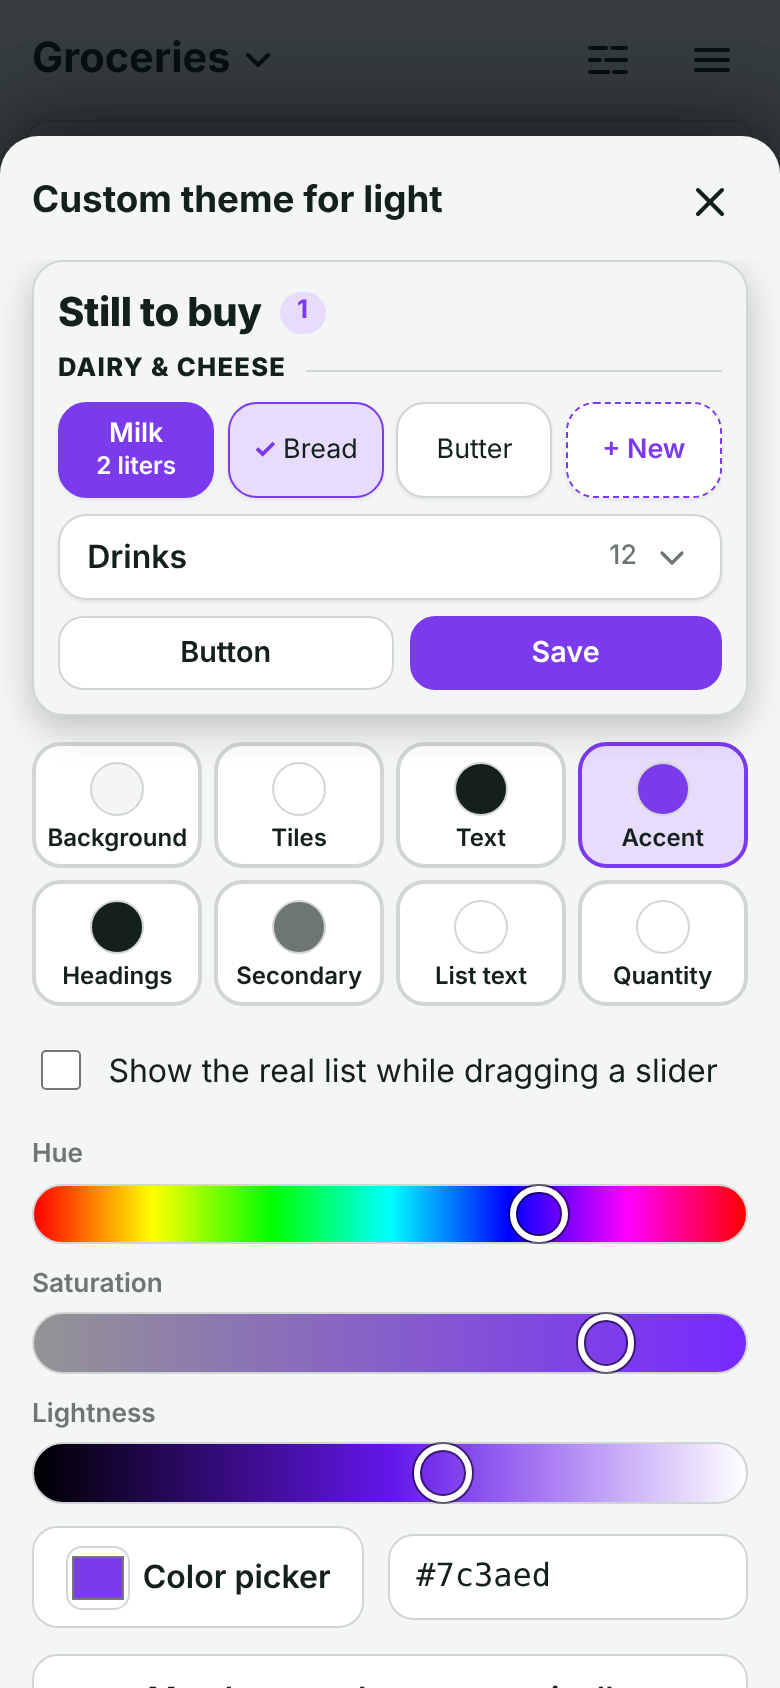 Groceries
Custom theme for light
Still to buy 1
DAIRY & CHEESE
Milk
2 liters
Bread
Butter
+ New
Drinks 12
Button Save
Background Tiles Text Accent
Headings Secondary List text Quantity
Show the real list while dragging a slider
Hue
Saturation
Lightness
Color picker #7c3aed